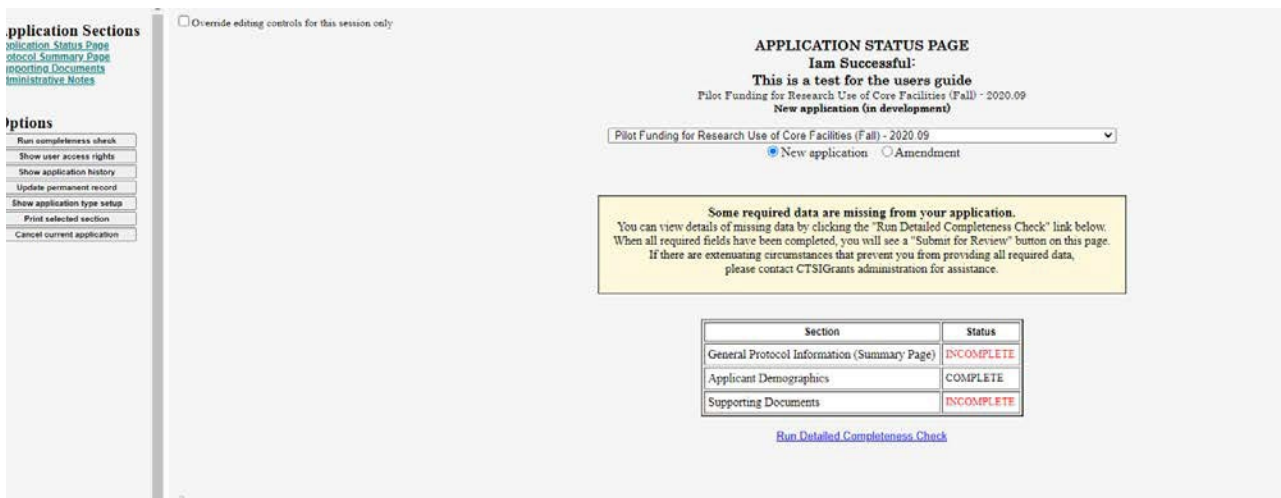 pplication Sections
pplication Status Page
otocol Summary Page
pporting Documents
dministrative Notes
Options
Run completeness check
Show user access rights
Show application history
Update permanent record
Show application type setup
Print selected section
Cancel current application
Override editing controls for this session only
APPLICATION STATUS PAGE
Iam Successful:
This is a test for the users guide
Pilot Funding for Research Use of Core Facilities (Fall) - 2020.09
New application (in development)
Pilot Funding for Research Use of Core Facilities (Fall) - 2020.09
New application Amendment
Some required data are missing from your application.
You can view details of missing data by clicking the "Run Detailed Completeness Check" link below.
When all required fields have been completed, you will see a "Submit for Review" button on this page.
If there are extenuating circumstances that prevent you from providing all required data,
please contact CTSIGrants administration for assistance.
Section Status
General Protocol Information (Summary Page) INCOMPLETE
Applicant Demographics COMPLETE
Supporting Documents INCOMPLETE
Run Detailed Completeness Check